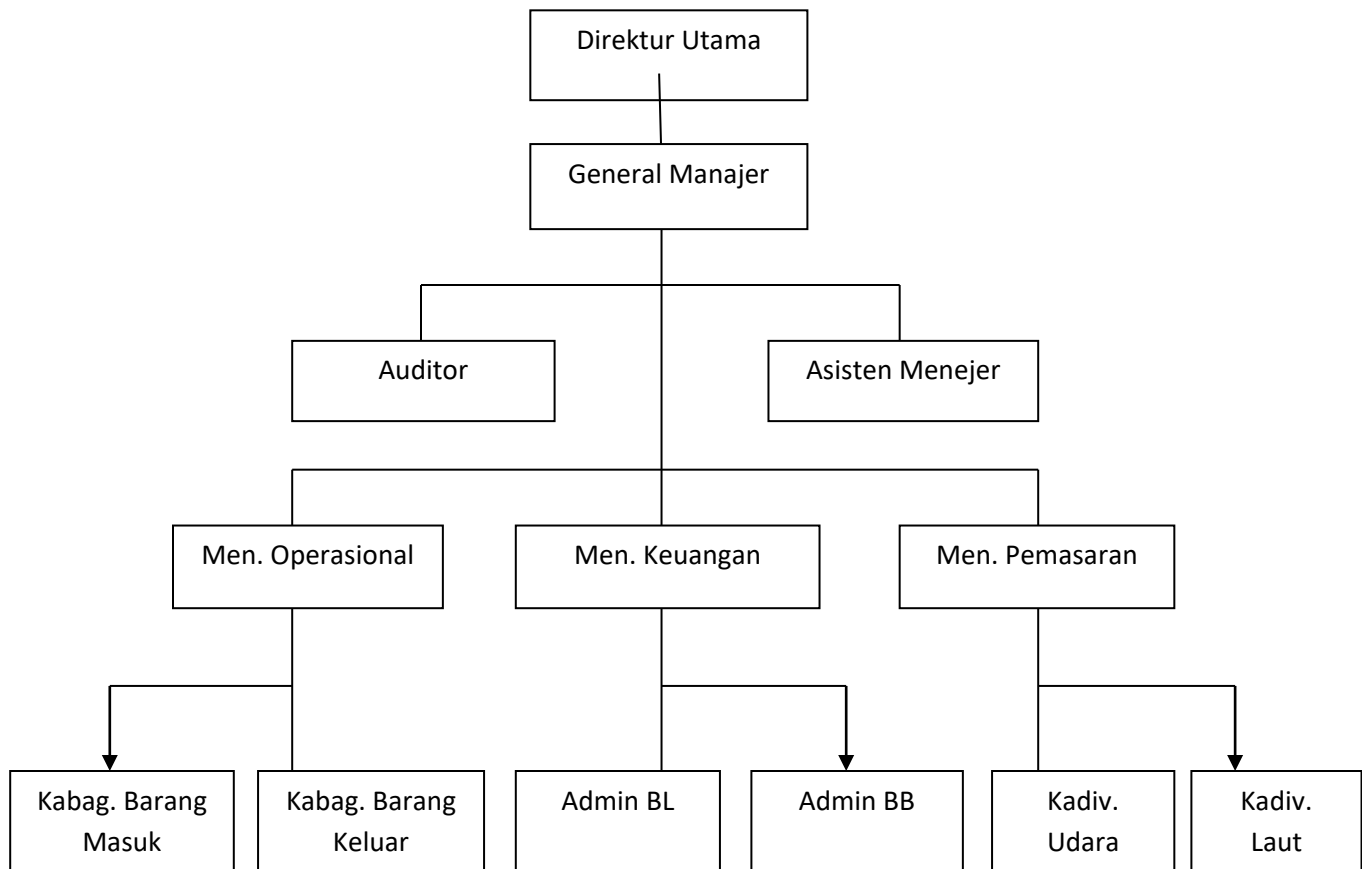 Direktur Utama
General Manajer
Auditor
Asisten Menejer
Men. Operasional
Men. Keuangan
Men. Pemasaran
Kabag. Barang
Masuk
Kabag. Barang
Keluar
Admin BL
Admin BB
Kadiv.
Udara
Kadiv.
Laut